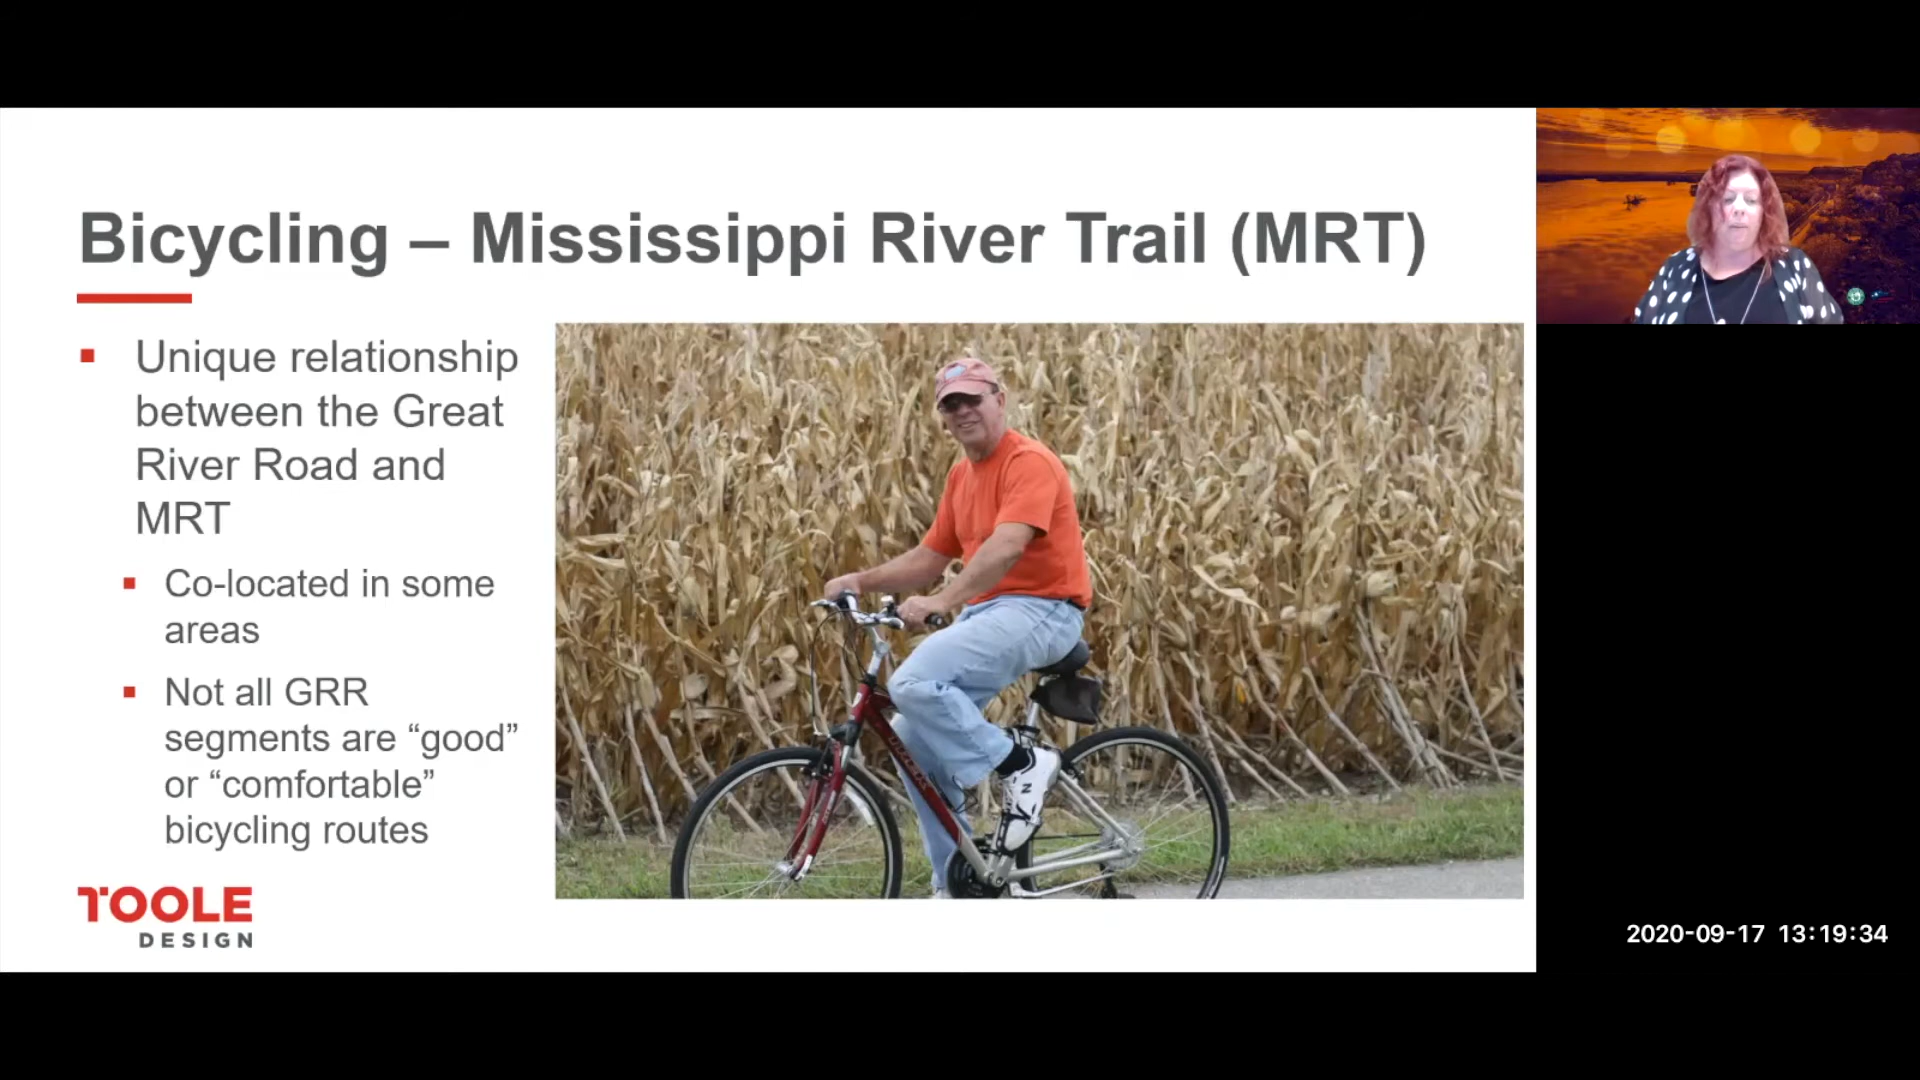 Bicycling – Mississippi River Trail (MRT)
Unique relationship
between the Great
River Road and
MRT
Co-located in some
areas
Not all GRR
segments are “good”
or “comfortable”
bicycling routes
TOOLE
DESIGN
N
2020-09-17 13:19:34